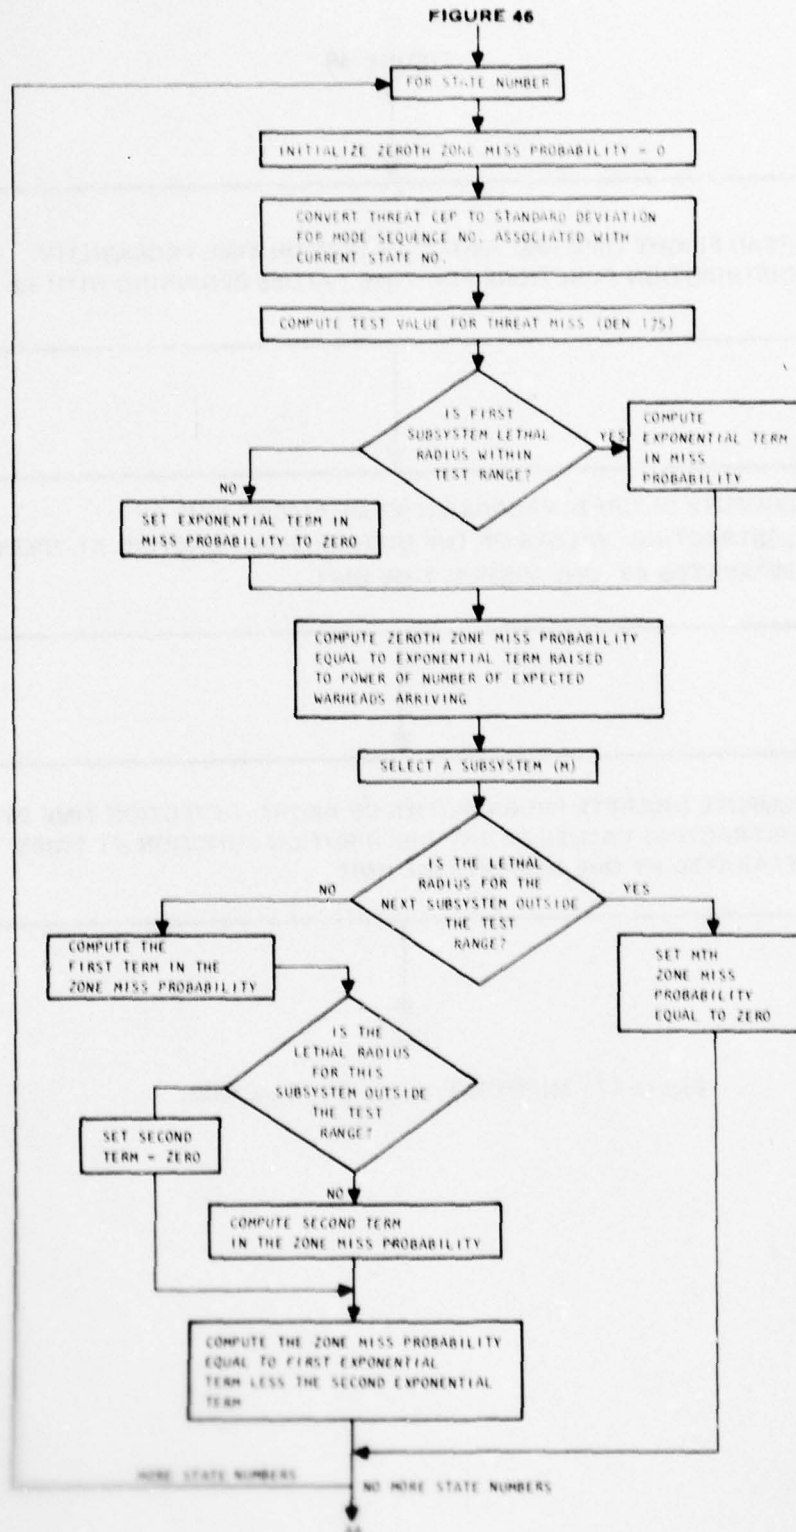 FIGURE 46
FOR STATE NUMBER
INITIALIZE ZEROTH ZONE MISS PROBABILITY = 0
CONVERT THREAT CEP TO STANDARD DEVIATION
FOR MODE SEQUENCE NO. ASSOCIATED WITH
CURRENT STATE NO.
COMPUTE TEST VALUE FOR THREAT MISS (DEN 175)
IS FIRST
SUBSYSTEM LETHAL
RADIUS WITHIN
TEST RANGE?
YES
COMPUTE
EXPONENTIAL TERM
IN MISS
PROBABILITY
NO
SET EXPONENTIAL TERM IN
MISS PROBABILITY TO ZERO
COMPUTE ZEROTH ZONE MISS PROBABILITY
EQUAL TO EXPONENTIAL TERM RAISED
TO POWER OF NUMBER OF EXPECTED
WARHEADS ARRIVING
SELECT A SUBSYSTEM (M)
IS THE LETHAL
RADIUS FOR THE
NEXT SUBSYSTEM OUTSIDE
THE TEST
RANGE?
NO
YES
COMPUTE THE
FIRST TERM IN THE
ZONE MISS PROBABILITY
SET MTH
ZONE MISS
PROBABILITY
EQUAL TO ZERO
IS THE
LETHAL RADIUS
FOR THIS
SUBSYSTEM OUTSIDE
THE TEST
RANGE?
SET SECOND
TERM = ZERO
NO
COMPUTE SECOND TERM
IN THE ZONE MISS PROBABILITY
COMPUTE THE ZONE MISS PROBABILITY
EQUAL TO FIRST EXPONENTIAL
TERM LESS THE SECOND EXPONENTIAL
TERM
MORE STATE NUMBERS
NO MORE STATE NUMBERS